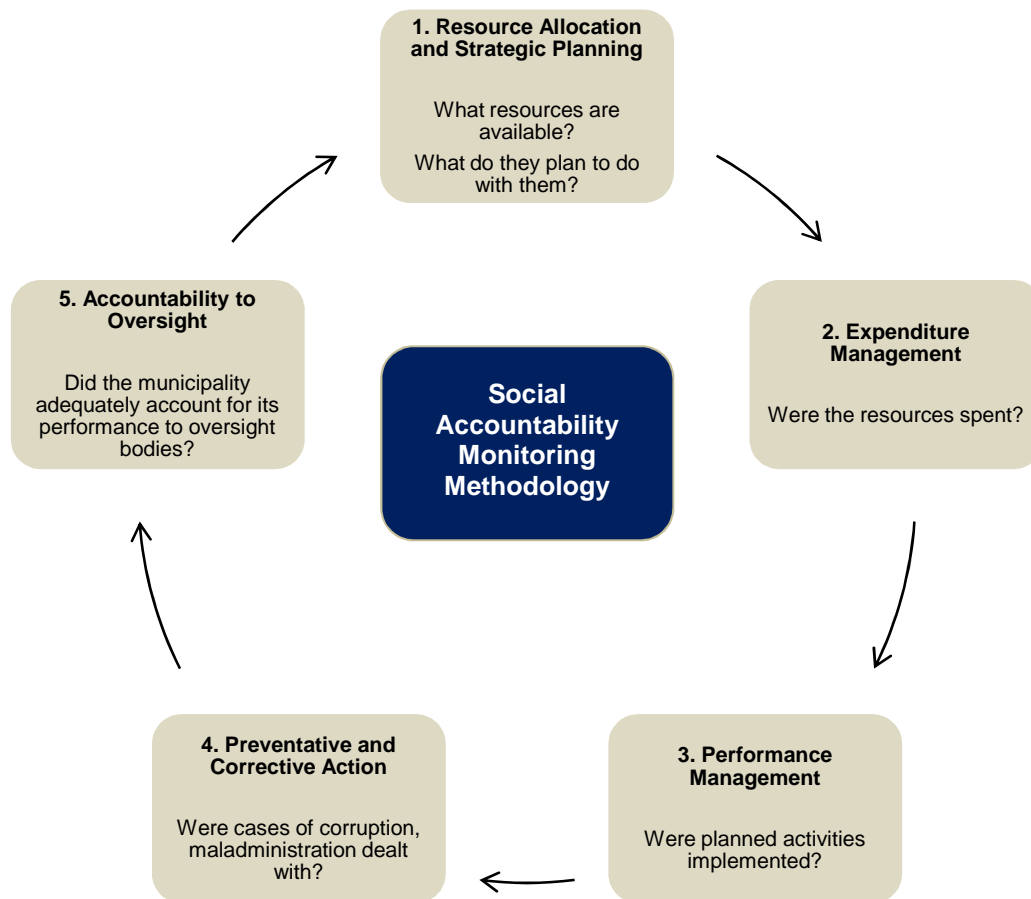 1. Resource Allocation
and Strategic Planning
What resources are
available?
What do they plan to do
with them?
2. Expenditure
Management
Were the resources spent?
3. Performance
Management
Were planned activities
implemented?
4. Preventative and
Corrective Action
Were cases of corruption,
maladministration dealt
with?
5. Accountability to
Oversight
Did the municipality
adequately account for its
performance to oversight
bodies?
Social
Accountability
Monitoring
Methodology